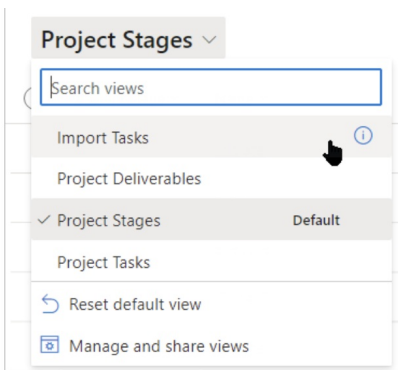 Project Stages
Search views
Import Tasks
Project Deliverables
Project Stages Default
Project Tasks
Reset default view
Manage and share views